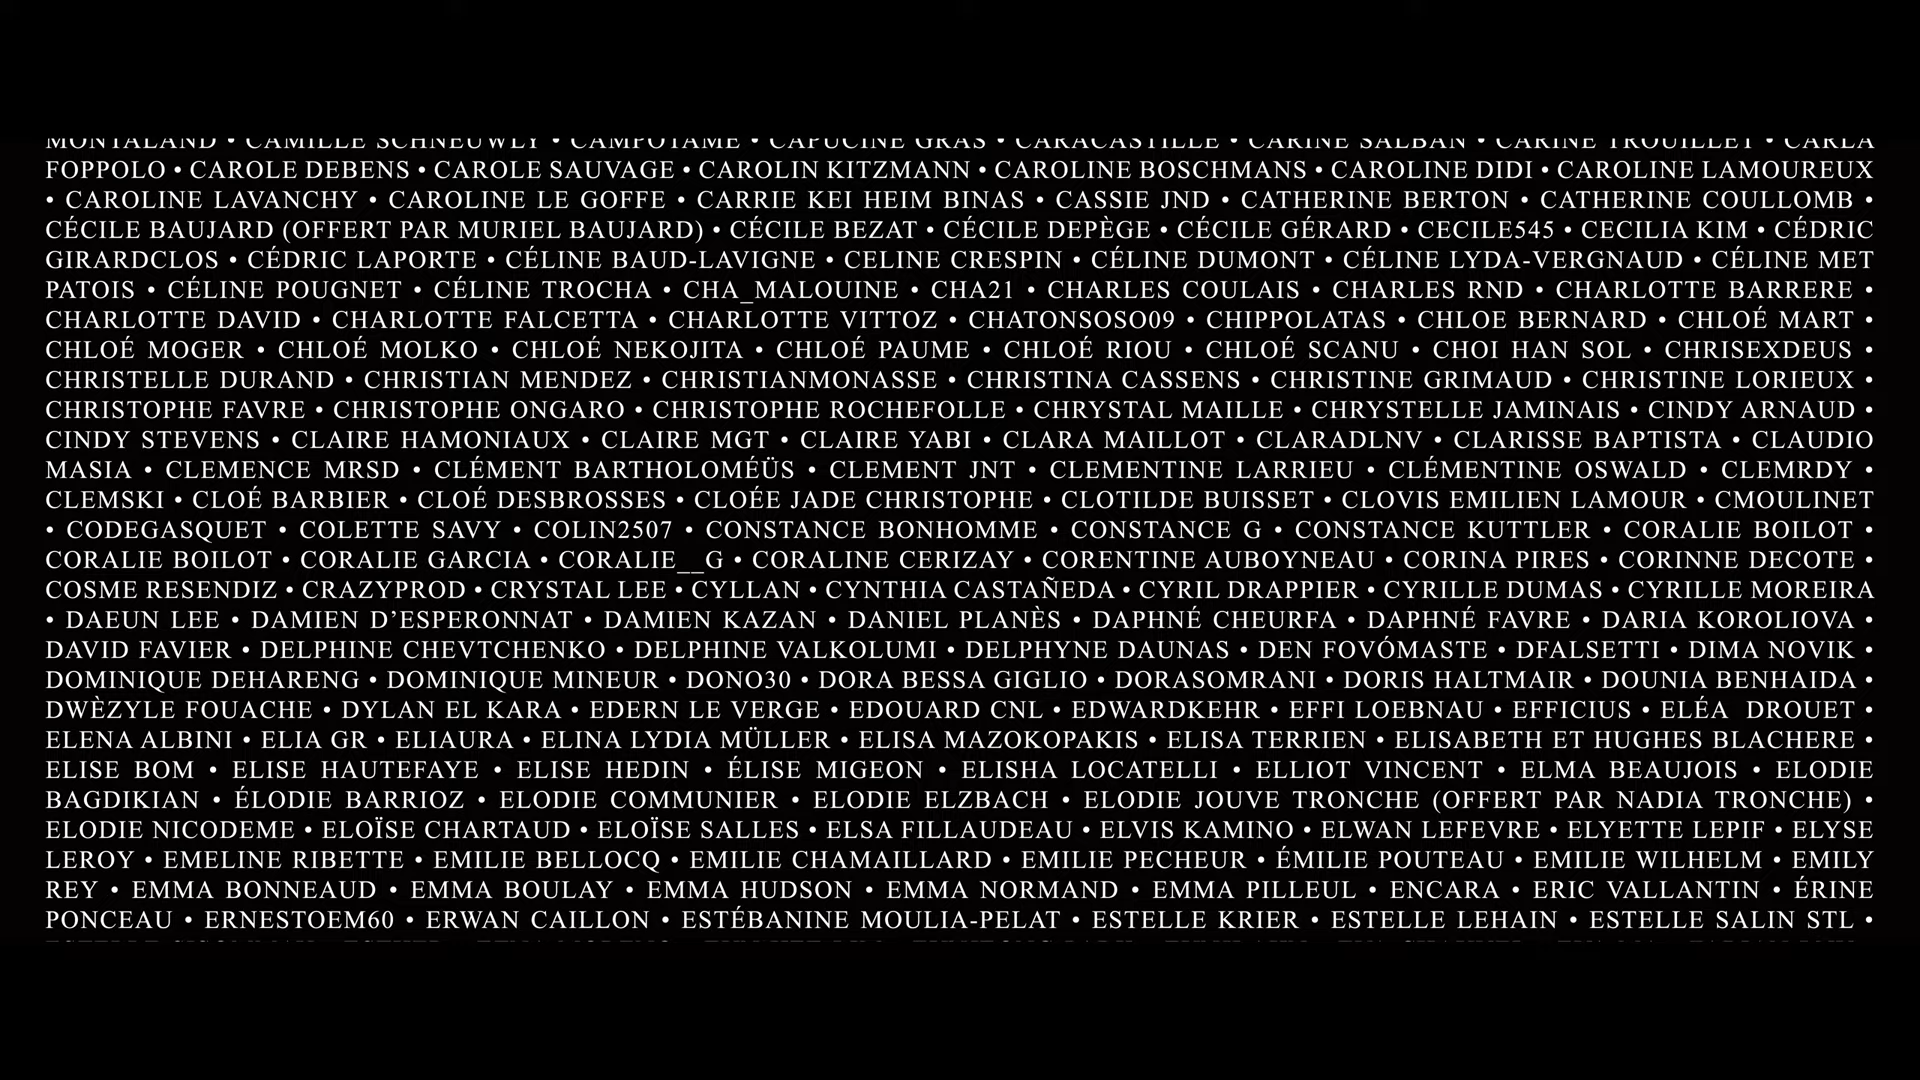 MONTALAND • CAMILLE SCHNEUWLY • CAMPOTAME • CAPUCINE GRAS • CARACASTILLE • CARINE SALBAN • CARINE TROUILLET • CARLA
FOPPOLO • CAROLE DEBENS • CAROLE SAUVAGE • CAROLIN KITZMANN • CAROLINE BOSCHMANS • CAROLINE DIDI • CAROLINE LAMOUREUX
• CAROLINE LAVANCHY • CAROLINE LE GOFFE • CARRIE KEI HEIM BINAS • CASSIE JND • CATHERINE BERTON • CATHERINE COULLOMB •
CÉCILE BAUJARD (OFFERT PAR MURIEL BAUJARD) • CÉCILE BEZAT • CÉCILE DEPÈGE • CÉCILE GÉRARD • CECILE545 • CECILIA KIM • CÉDRIC
GIRARDCLOS • CÉDRIC LAPORTE • CÉLINE BAUD-LAVIGNE • CELINE CRESPIN • CÉLINE DUMONT • CÉLINE LYDA-VERGNAUD • CÉLINE MET
PATOIS • CÉLINE POUGNET • CÉLINE TROCHA • CHA_MALOUINE • CHA21 • CHARLES COULAIS • CHARLES RND • CHARLOTTE BARRERE •
CHARLOTTE DAVID • CHARLOTTE FALCETTA • CHARLOTTE VITTOZ • CHATONSOSO09 • CHIPPOLATAS • CHLOE BERNARD • CHLOÉ MART •
CHLOÉ MOGER • CHLOÉ MOLKO • CHLOÉ NEKOJITA • CHLOÉ PAUME • CHLOÉ RIOU • CHLOÉ SCANU • CHOI HAN SOL • CHRISEXDEUS •
CHRISTELLE DURAND • CHRISTIAN MENDEZ • CHRISTIANMONASSE • CHRISTINA CASSENS • CHRISTINE GRIMAUD • CHRISTINE LORIEUX •
CHRISTOPHE FAVRE • CHRISTOPHE ONGARO • CHRISTOPHE ROCHEFOLLE • CHRYSTAL MAILLE • CHRYSTELLE JAMINAIS • CINDY ARNAUD •
CINDY STEVENS • CLAIRE HAMONIAUX • CLAIRE MGT • CLAIRE YABI • CLARA MAILLOT • CLARADLNV • CLARISSE BAPTISTA • CLAUDIO
MASIA • CLEMENCE MRSD • CLÉMENT BARTHOLOMÉÜS • CLEMENT JNT • CLEMENTINE LARRIEU • CLÉMENTINE OSWALD • CLEMRDY •
CLEMSKI • CLOÉ BARBIER • CLOÉ DESBROSSES • CLOÉE JADE CHRISTOPHE • CLOTILDE BUISSET • CLOVIS EMILIEN LAMOUR • CMOULINET
• CODEGASQUET • COLETTE SAVY • COLIN2507 • CONSTANCE BONHOMME • CONSTANCE G • CONSTANCE KUTTLER • CORALIE BOILOT •
CORALIE BOILOT • CORALIE GARCIA • CORALIE__G • CORALINE CERIZAY • CORENTINE AUBOYNEAU • CORINA PIRES • CORINNE DECOTE •
COSME RESENDIZ • CRAZYPROD • CRYSTAL LEE • CYLLAN • CYNTHIA CASTAÑEDA • CYRIL DRAPPIER • CYRILLE DUMAS • CYRILLE MOREIRA
• DAEUN LEE • DAMIEN D’ESPERONNAT • DAMIEN KAZAN • DANIEL PLANÈS • DAPHNÉ CHEURFA • DAPHNÉ FAVRE • DARIA KOROLIOVA •
DAVID FAVIER • DELPHINE CHEVTCHENKO • DELPHINE VALKOLUMI • DELPHYNE DAUNAS • DEN FOVÓMASTE • DFALSETTI • DIMA NOVIK •
DOMINIQUE DEHARENG • DOMINIQUE MINEUR • DONO30 • DORA BESSA GIGLIO • DORASOMRANI • DORIS HALTMAIR • DOUNIA BENHAIDA •
DWÈZYLE FOUACHE • DYLAN EL KARA • EDERN LE VERGE • EDOUARD CNL • EDWARDKEHR • EFFI LOEBNAU • EFFICIUS • ELÉA DROUET •
ELENA ALBINI • ELIA GR • ELIAURA • ELINA LYDIA MÜLLER • ELISA MAZOKOPAKIS • ELISA TERRIEN • ELISABETH ET HUGHES BLACHERE •
ELISE BOM • ELISE HAUTEFAYE • ELISE HEDIN • ÉLISE MIGEON • ELISHA LOCATELLI • ELLIOT VINCENT • ELMA BEAUJOIS • ELODIE
BAGDIKIAN • ÉLODIE BARRIOZ • ELODIE COMMUNIER • ELODIE ELZBACH • ELODIE JOUVE TRONCHE (OFFERT PAR NADIA TRONCHE) •
ELODIE NICODEME • ELOÏSE CHARTAUD • ELOÏSE SALLES • ELSA FILLAUDEAU • ELVIS KAMINO • ELWAN LEFEVRE • ELYETTE LEPIF • ELYSE
LEROY • EMELINE RIBETTE • EMILIE BELLOCQ • EMILIE CHAMAILLARD • EMILIE PECHEUR • ÉMILIE POUTEAU • EMILIE WILHELM • EMILY
REY • EMMA BONNEAUD • EMMA BOULAY • EMMA HUDSON • EMMA NORMAND • EMMA PILLEUL • ENCARA • ERIC VALLANTIN • ÉRINE
PONCEAU • ERNESTOEM60 • ERWAN CAILLON • ESTÉBANINE MOULIA-PELAT • ESTELLE KRIER • ESTELLE LEHAIN • ESTELLE SALIN STL •